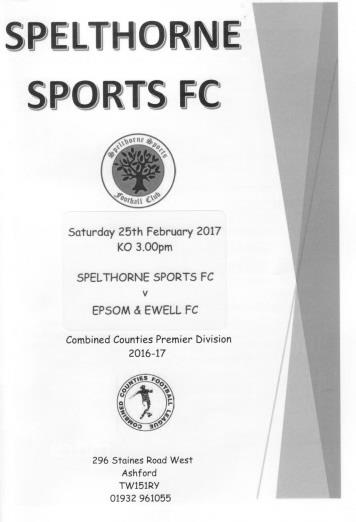 SPELTHORNE
SPORTS FC
Spelthorne Sports
Football Club
Saturday 25th February 2017
KO 3.00pm
SPELTHORNE SPORTS FC
v
EPSOM & EWELL FC
Combined Counties Premier Division
2016-17
COMBINED COUNTIES FOOTBALL LEAGUE
296 Staines Road West
Ashford
TW151RY
01932 961055